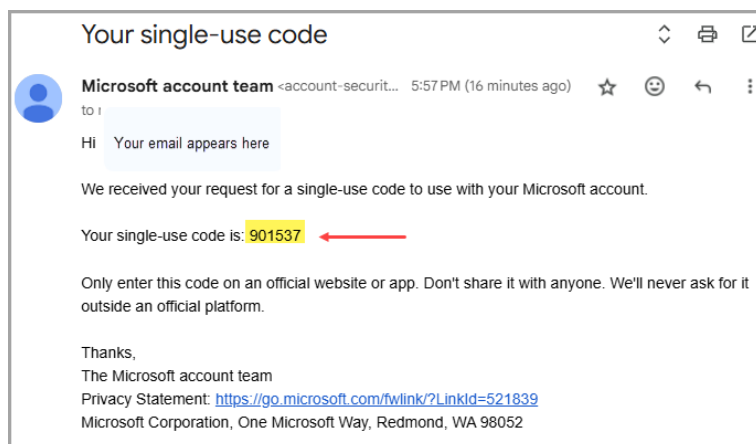 Your single-use code
Microsoft account team <account-securit... 5:57 PM (16 minutes ago)
to
Hi Your email appears here
We received your request for a single-use code to use with your Microsoft account.
Your single-use code is: 901537
Only enter this code on an official website or app. Don't share it with anyone. We'll never ask for it
outside an official platform.
Thanks,
The Microsoft account team
Privacy Statement: https://go.microsoft.com/fwlink/?LinkId=521839
Microsoft Corporation, One Microsoft Way, Redmond, WA 98052